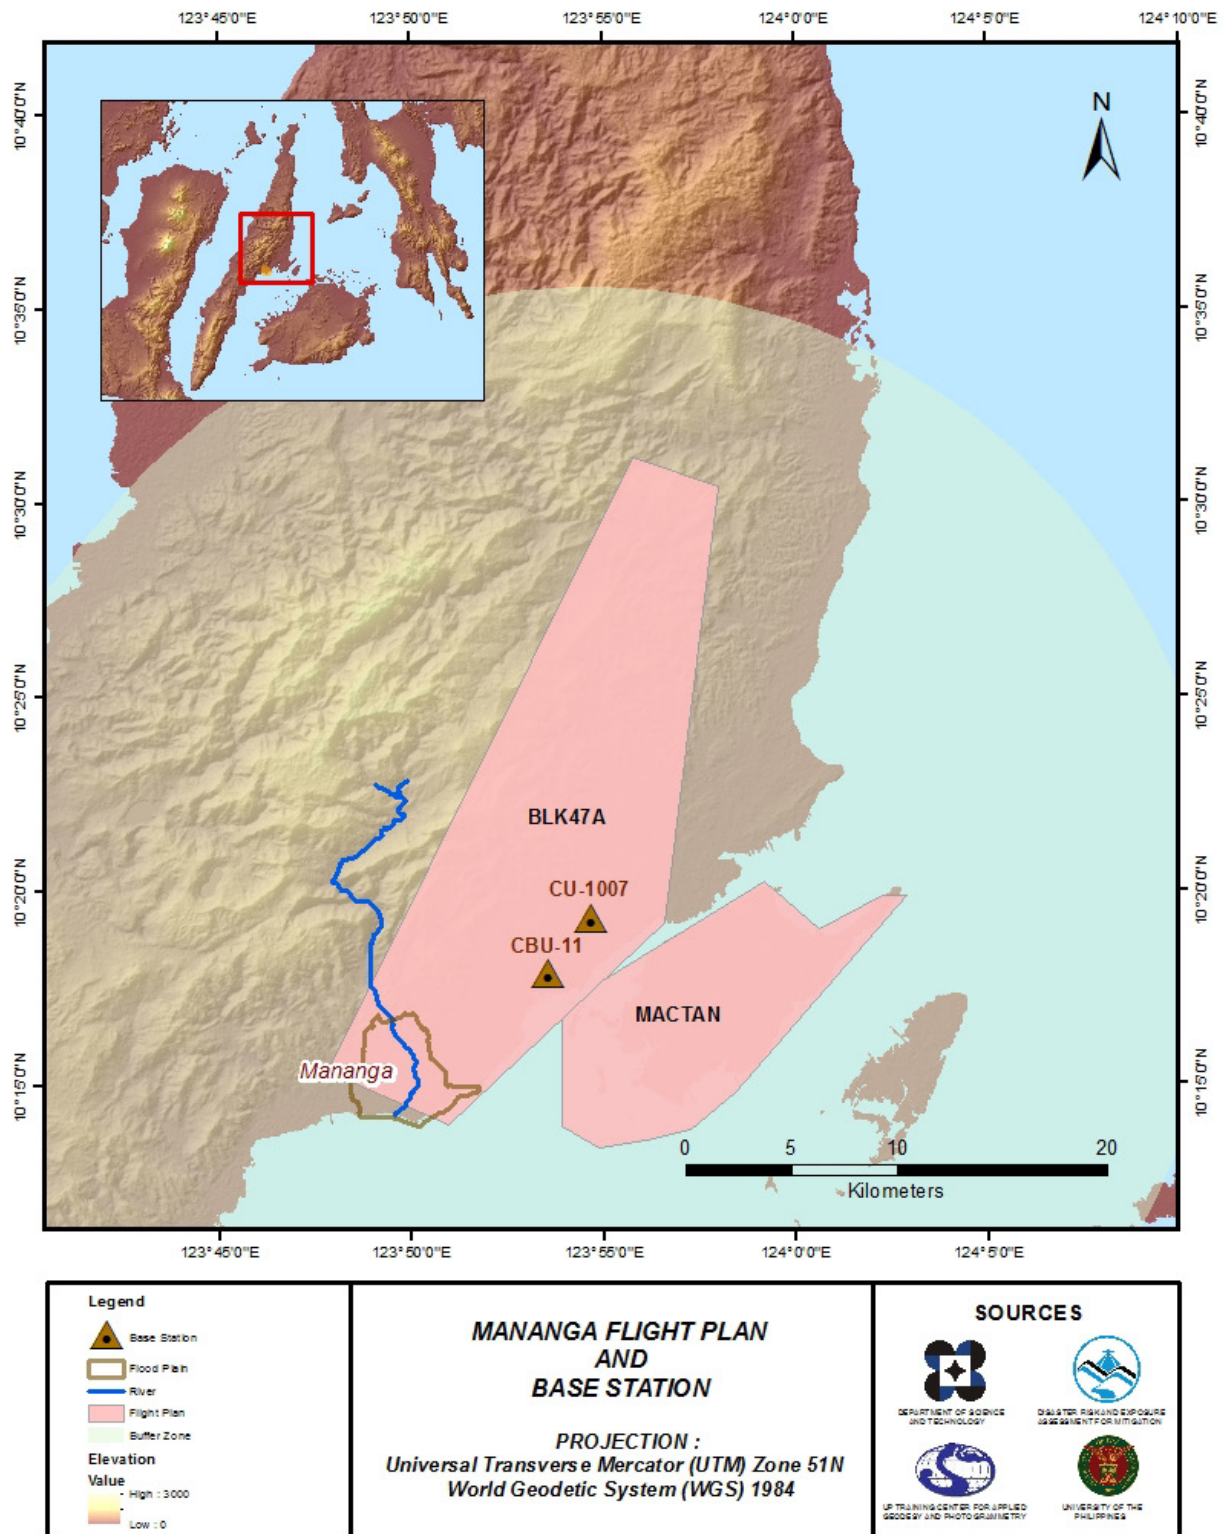 123°45'0"E 123°50'0"E 123°55'0"E 124°0'0"E 124°5'0"E 124°10'0"E
10°40'0"N 10°40'0"N
N
10°35'0"N 10°35'0"N
10°30'0"N 10°30'0"N
10°25'0"N 10°25'0"N
BLK47A
10°20'0"N 10°20'0"N
CU-1007
CBU-11
MACTAN
Mananga
10°15'0"N 10°15'0"N
0 5 10 20
Kilometers
123°45'0"E 123°50'0"E 123°55'0"E 124°0'0"E 124°5'0"E
Legend
Base Station
Flood Plain
River
Flight Plan
Buffer Zone
Elevation
Value
High : 3000
Low : 0
MANANGA FLIGHT PLAN
AND
BASE STATION
PROJECTION :
Universal Transverse Mercator (UTM) Zone 51N
World Geodetic System (WGS) 1984
SOURCES
DEPARTMENT OF SCIENCE
AND TECHNOLOGY
DISASTER RISK AND EXPOSURE
ASSESSMENT FOR MITIGATION
UP TRAINING CENTER FOR APPLIED
GEODESY AND PHOTOGRAMMETRY
UNIVERSITY OF THE
PHILIPPINES